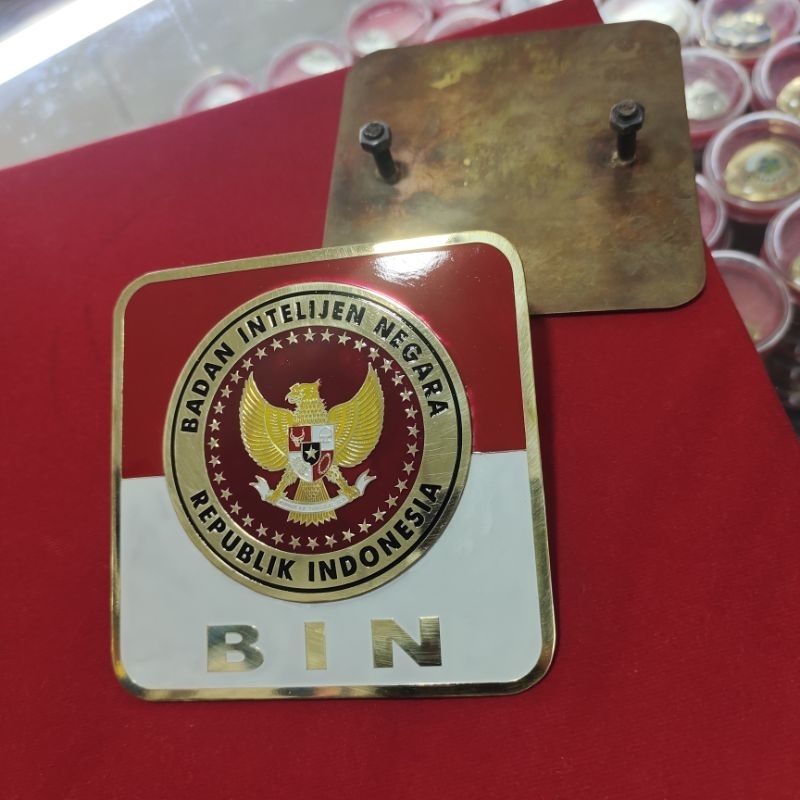 BADAN INTELIJEN NEGARA
REPUBLIK INDONESIA
BIN